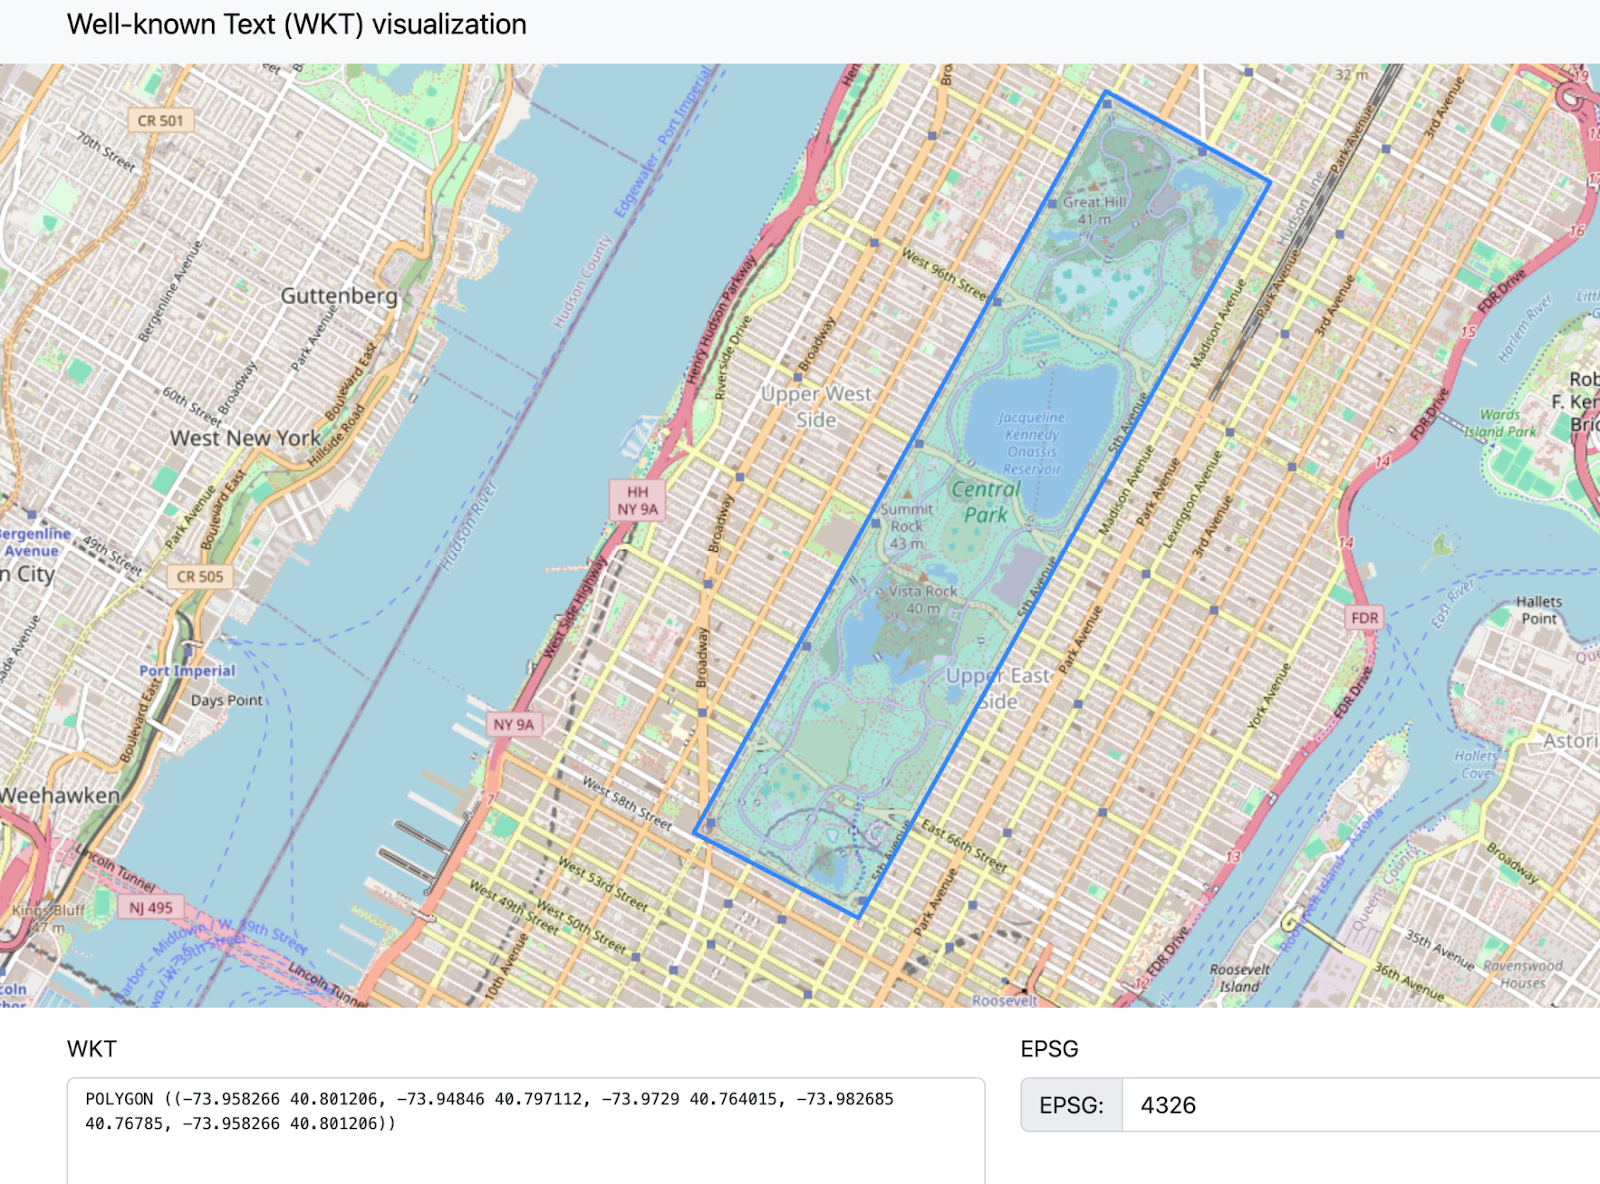 Well-known Text (WKT) visualization
32 m
19
CR 501
70th Street
Edgewater - Port Imperial
Park Avenue
3rd Avenue
Great Hill
41 m
Hudson Line
16
Hudson County
West 96th Street
Bergenline Avenue
Guttenberg
Park Avenue
Henry Hudson Parkway
Riverside Drive
Broadway
Madison Avenue
Park Avenue
3rd Avenue
FDR Drive
15
Harlem River
Boulevard East
60th Street
Broadway
Hillside Road
Upper West
Side
Jacqueline
Kennedy
Onassis
Reservoir
5th Avenue
FDR Drive
Wards
Island Park
Rob
F. Ken
Brid
West New York
14
HH
NY 9A
Central
Park
Summit
Rock
43 m
Madison Avenue
Park Avenue
Lexington Avenue
3rd Avenue
Park Avenue
Boulevard East
Hudson River
Broadway
ergenline
Avenue
n City
49th Street
CR 505
14
West Side Highway
Vista Rock
40 m
5th Avenue
East River
Hallets
Point
FDR
Broadway
Park Avenue
Port Imperial
Days Point
Upper East
Side
York Avenue
FDR Drive
Boulevard East
NY 9A
Astori
Hallets
Cove
Weehawken
7
West 58th Street
5th Avenue
East 66th Street
Roosevelt Island - Astoria
Broadway
Lincoln Tunnel
West 53rd Street
13
Kings Bluff
47 m
NJ 495
West 49th Street
West 50th Street
Park Avenue
Queens County
Midtown / W. 39th Street
W. 39th Street
35th Avenue
Lincoln Tunnel
10th Avenue
FDR Drive
Roosevelt
Island
36th Avenue
Ravenswood
Houses
Roosevelt
12
WKT
EPSG
POLYGON ((-73.958266 40.801206, -73.94846 40.797112, -73.9729 40.764015, -73.982685
40.76785, -73.958266 40.801206))
EPSG:
4326